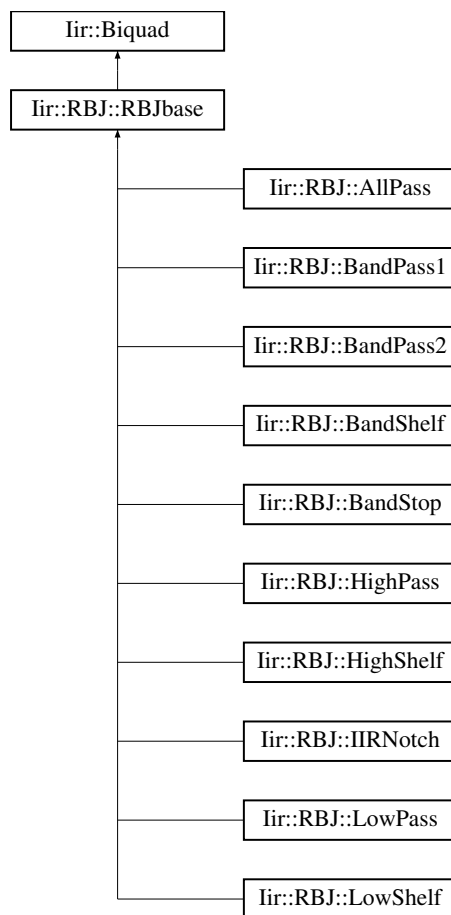 Iir::Biquad
Iir::RBJ::RBJbase
Iir::RBJ::AllPass
Iir::RBJ::BandPass1
Iir::RBJ::BandPass2
Iir::RBJ::BandShelf
Iir::RBJ::BandStop
Iir::RBJ::HighPass
Iir::RBJ::HighShelf
Iir::RBJ::IIRNotch
Iir::RBJ::LowPass
Iir::RBJ::LowShelf